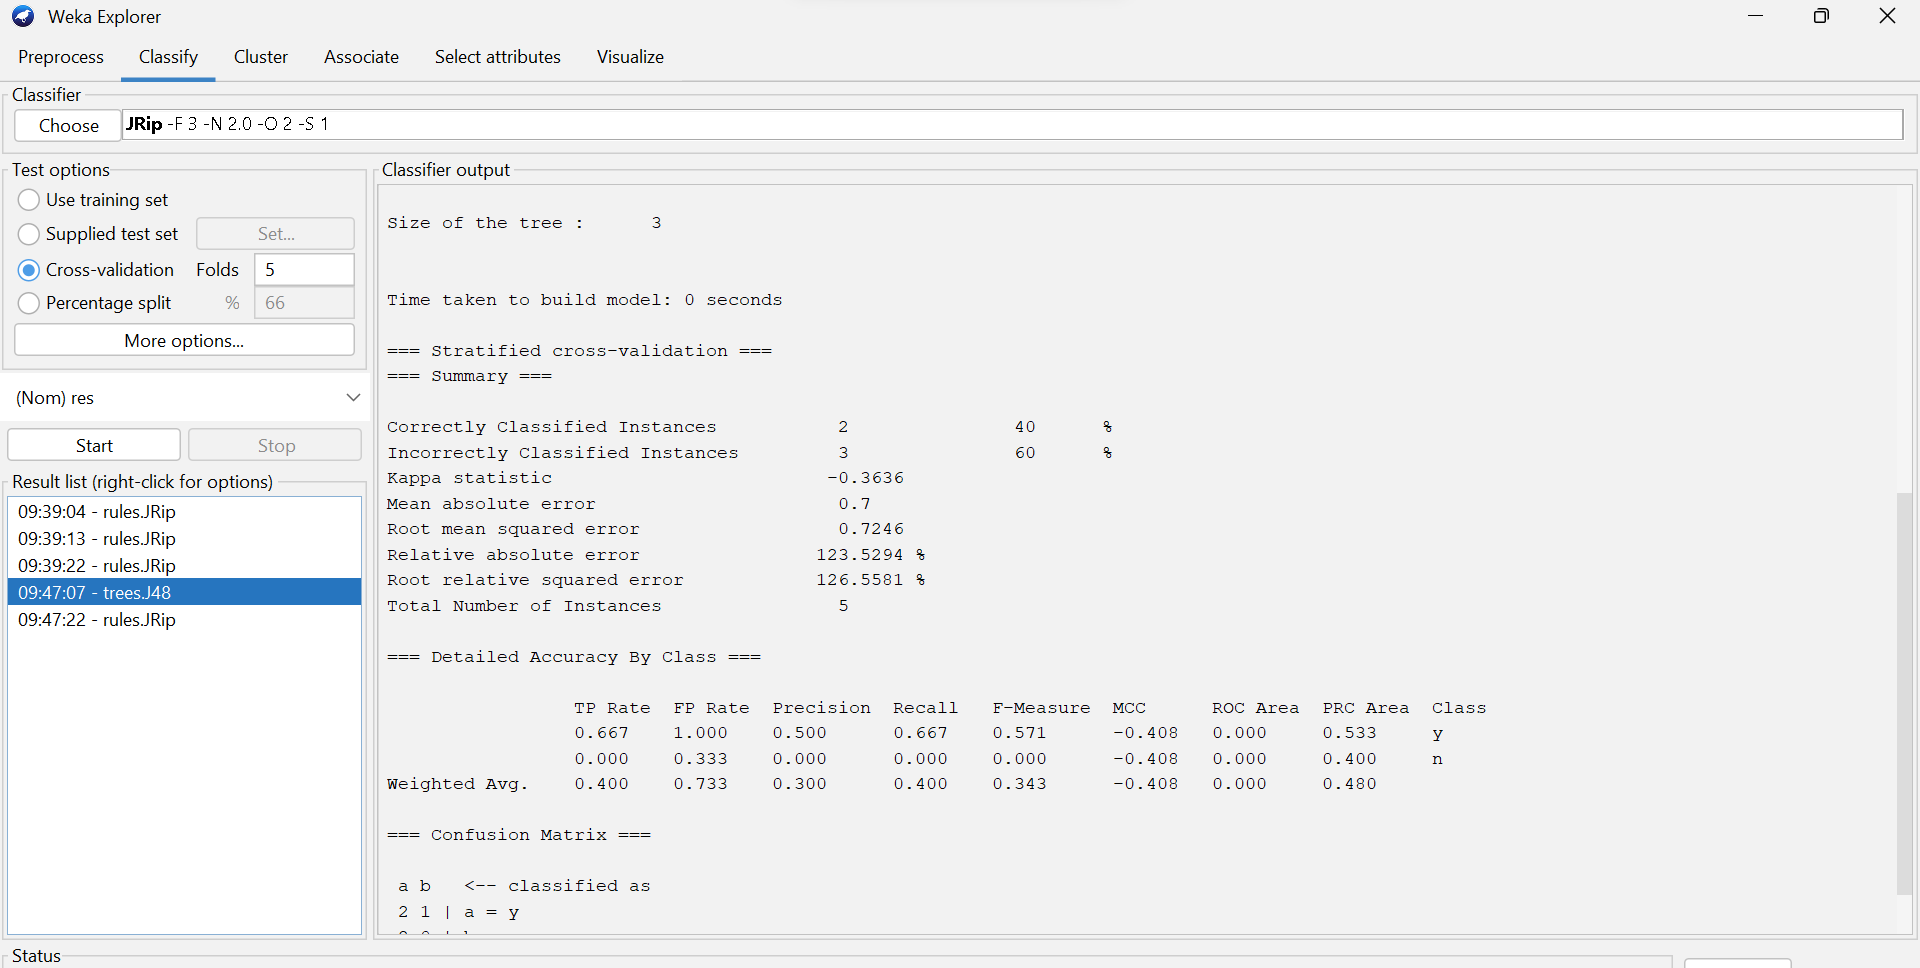 Weka Explorer
Preprocess Classify Cluster Associate Select attributes Visualize
Classifier
Choose JRip -F 3 -N 2.0 -O 2 -S 1
Test options
Use training set
Supplied test set Set...
Cross-validation Folds 5
Percentage split % 66
More options...
(Nom) res
Start Stop
Result list (right-click for options)
09:39:04 - rules.JRip
09:39:13 - rules.JRip
09:39:22 - rules.JRip
09:47:07 - trees.J48
09:47:22 - rules.JRip
Classifier output
Size of the tree : 3
Time taken to build model: 0 seconds
=== Stratified cross-validation ===
=== Summary ===
Correctly Classified Instances 2 40 %
Incorrectly Classified Instances 3 60 %
Kappa statistic -0.3636
Mean absolute error 0.7
Root mean squared error 0.7246
Relative absolute error 123.5294 %
Root relative squared error 126.5581 %
Total Number of Instances 5
=== Detailed Accuracy By Class ===
TP Rate FP Rate Precision Recall F-Measure MCC ROC Area PRC Area Class
0.667 1.000 0.500 0.667 0.571 -0.408 0.000 0.533 y
0.000 0.333 0.000 0.000 0.000 -0.408 0.000 0.400 n
Weighted Avg. 0.400 0.733 0.300 0.400 0.343 -0.408 0.000 0.480
=== Confusion Matrix ===
a b <-- classified as
2 1 | a = y
Status